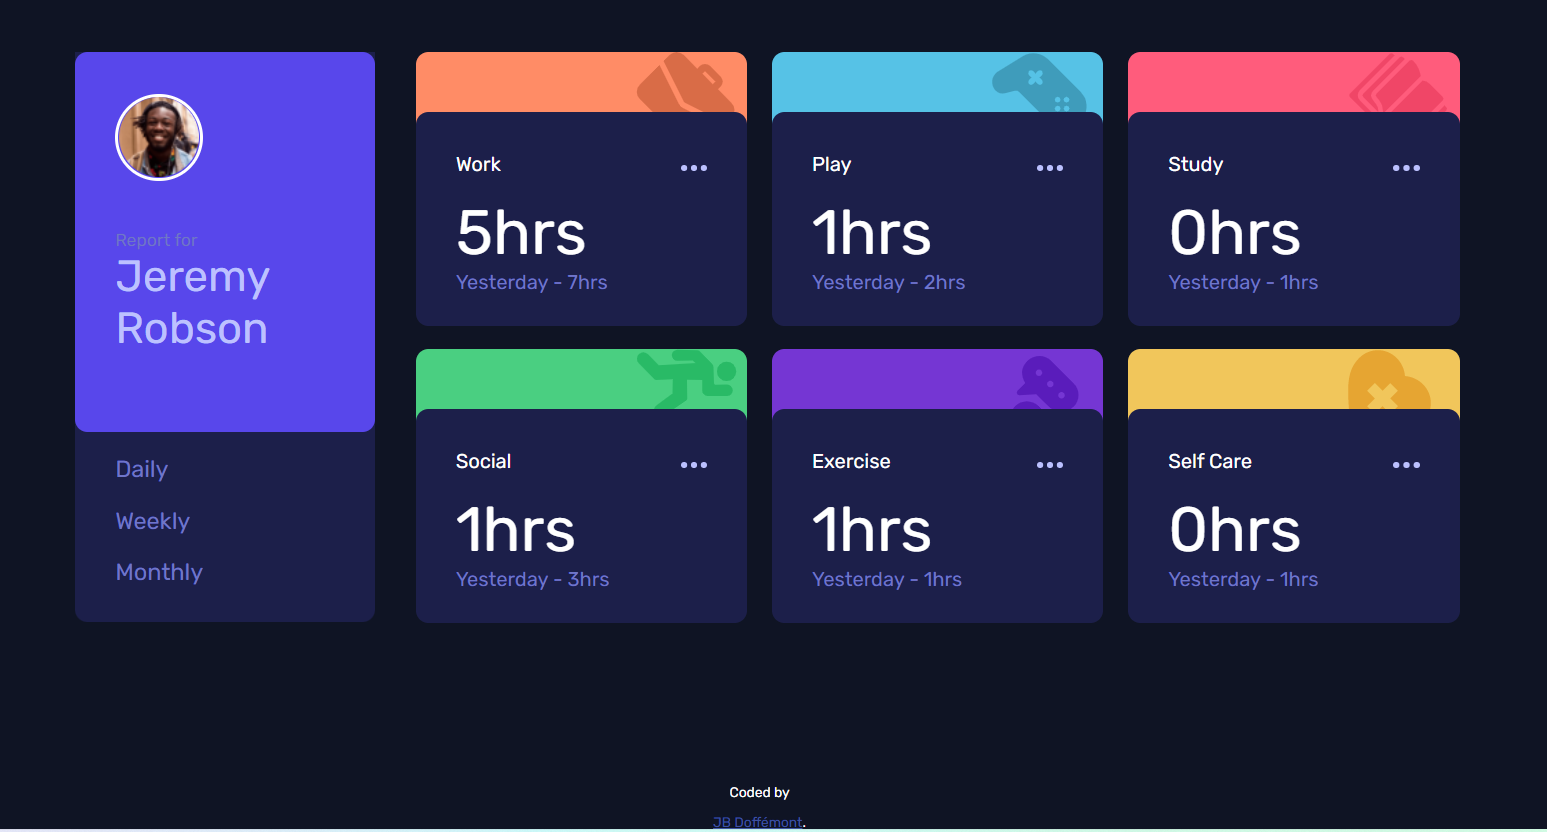 Report for
Jeremy
Robson
Daily
Weekly
Monthly
Work
5hrs
Yesterday - 7hrs
Play
1hrs
Yesterday - 2hrs
Study
0hrs
Yesterday - 1hrs
Social
1hrs
Yesterday - 3hrs
Exercise
1hrs
Yesterday - 1hrs
Self Care
0hrs
Yesterday - 1hrs
Coded by
JB Doffémont.